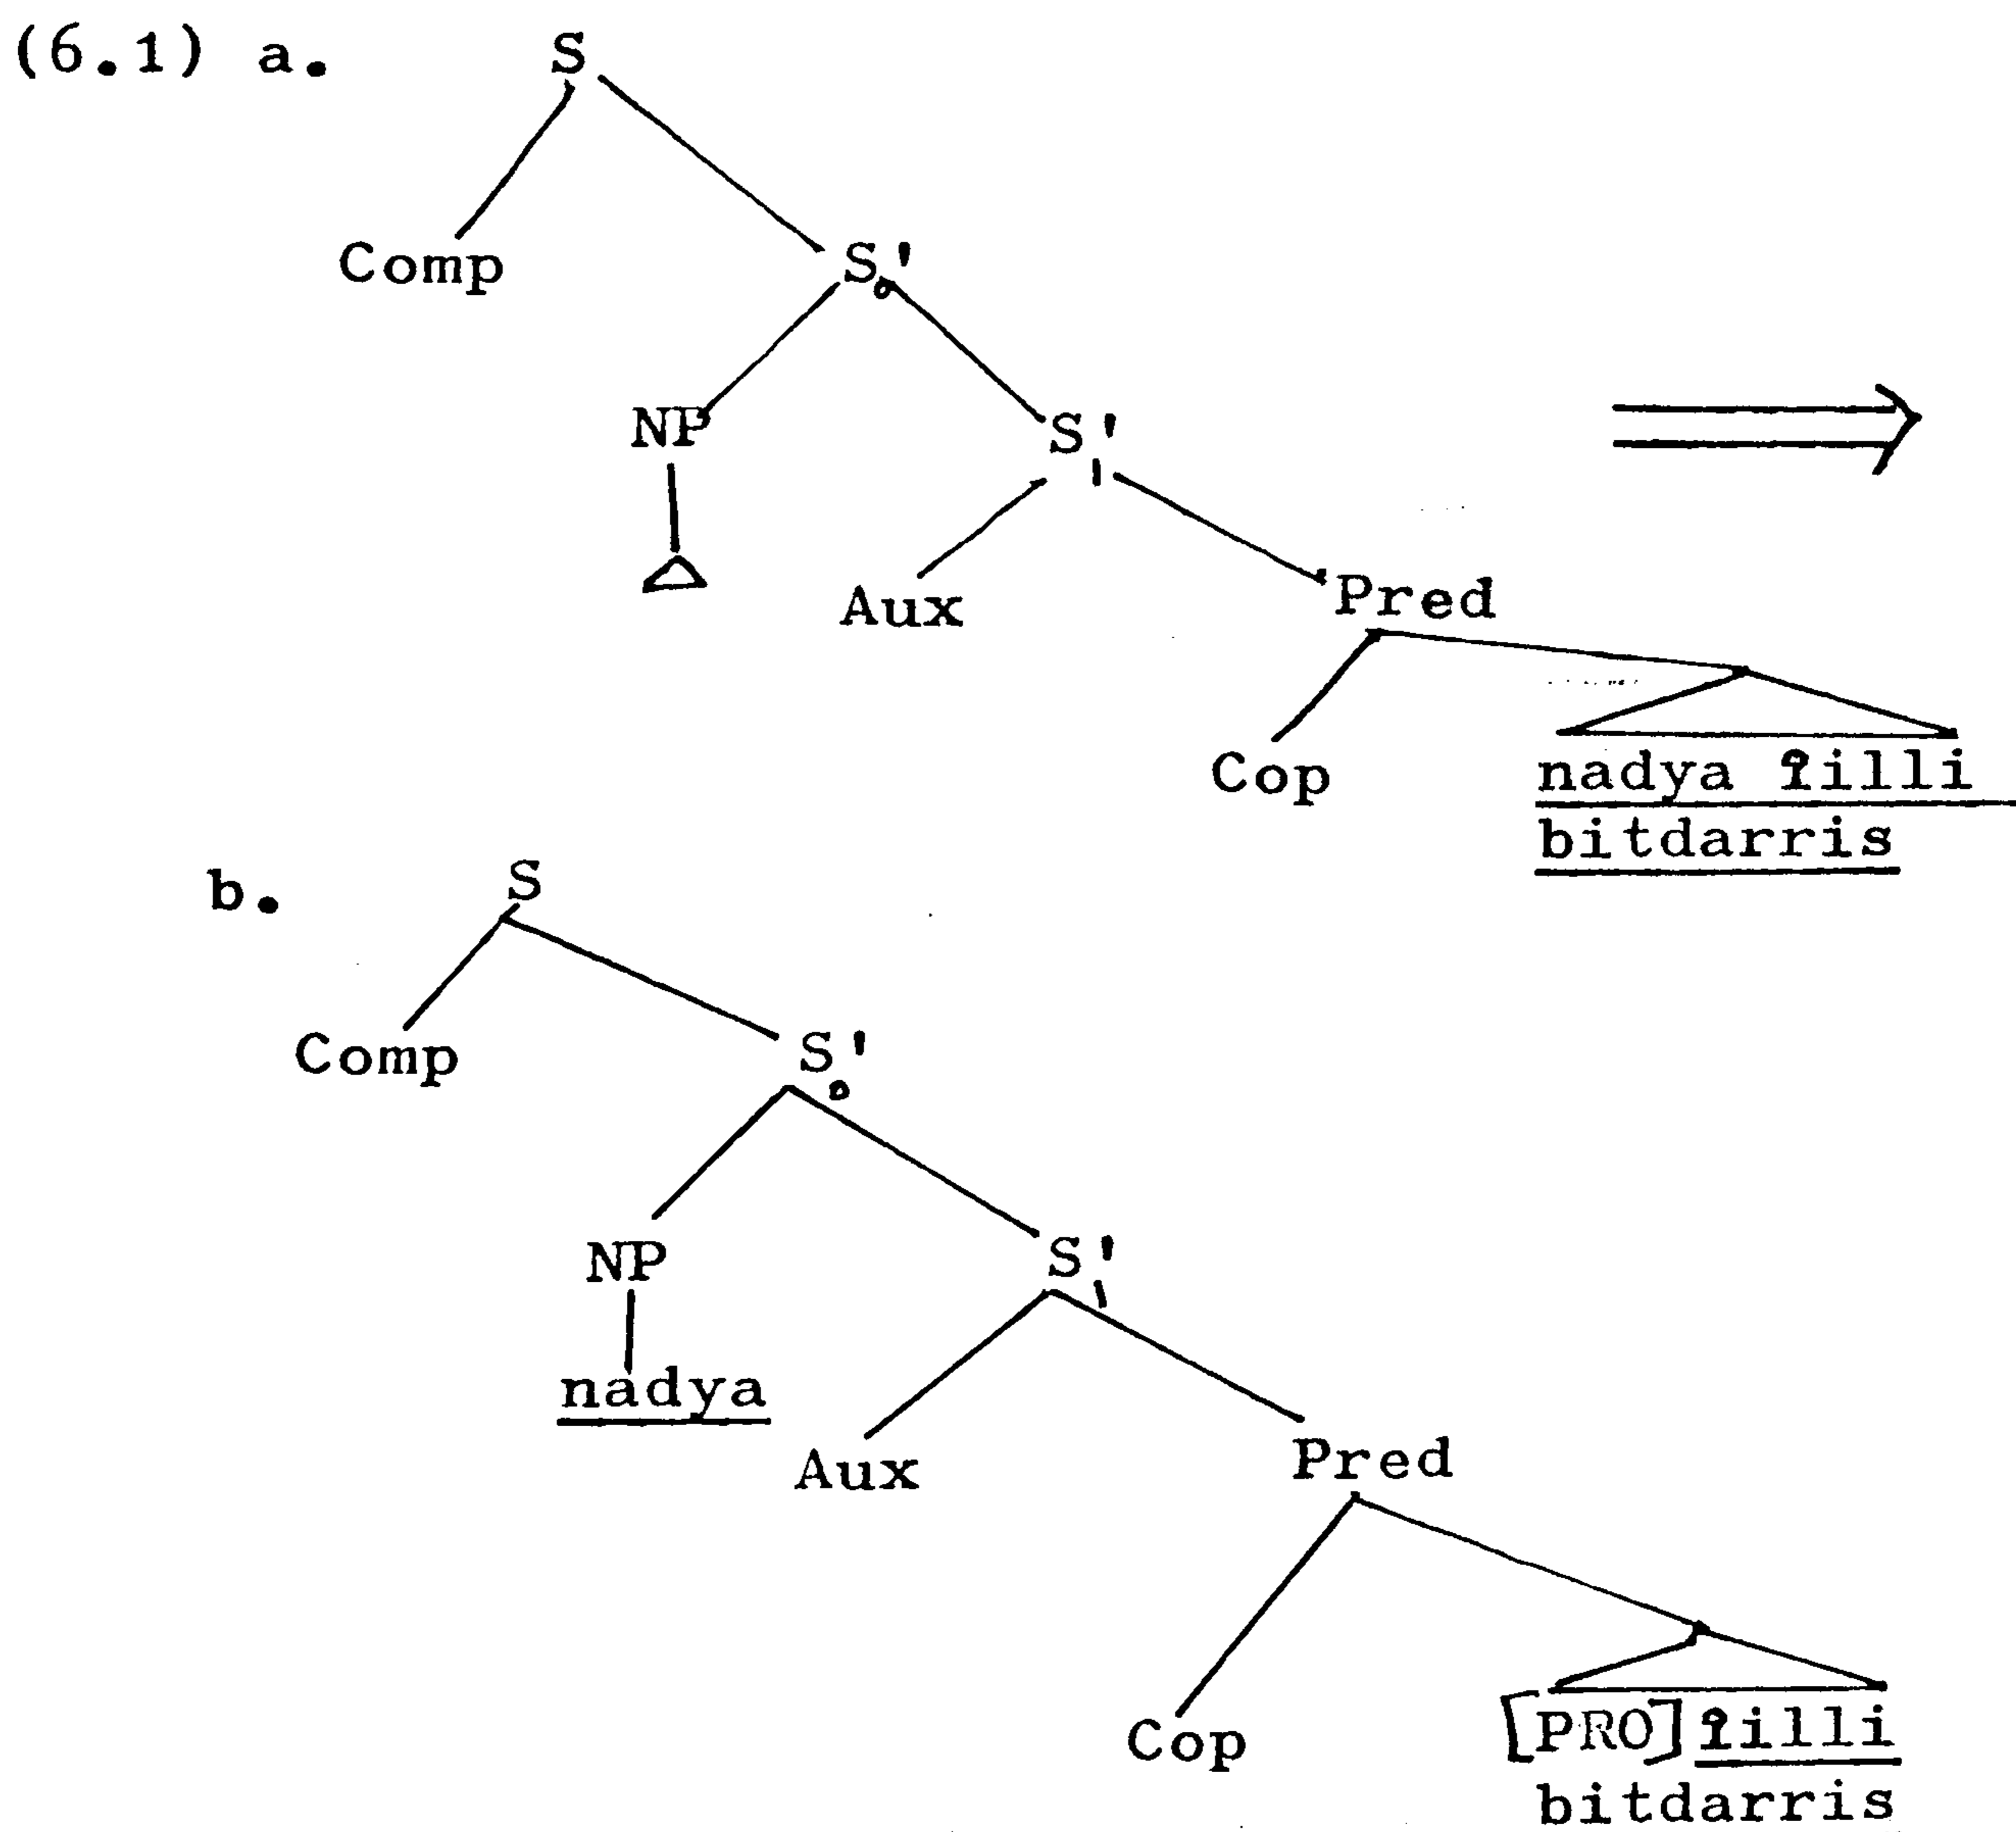 (6.1) a. S
Comp S₀'
NP S₁'
Aux Pred
Cop nadya ʔilli
bitdarris
b. S
Comp S₀'
NP S₁'
nadya
Aux Pred
Cop [PRO] ʔilli
bitdarris